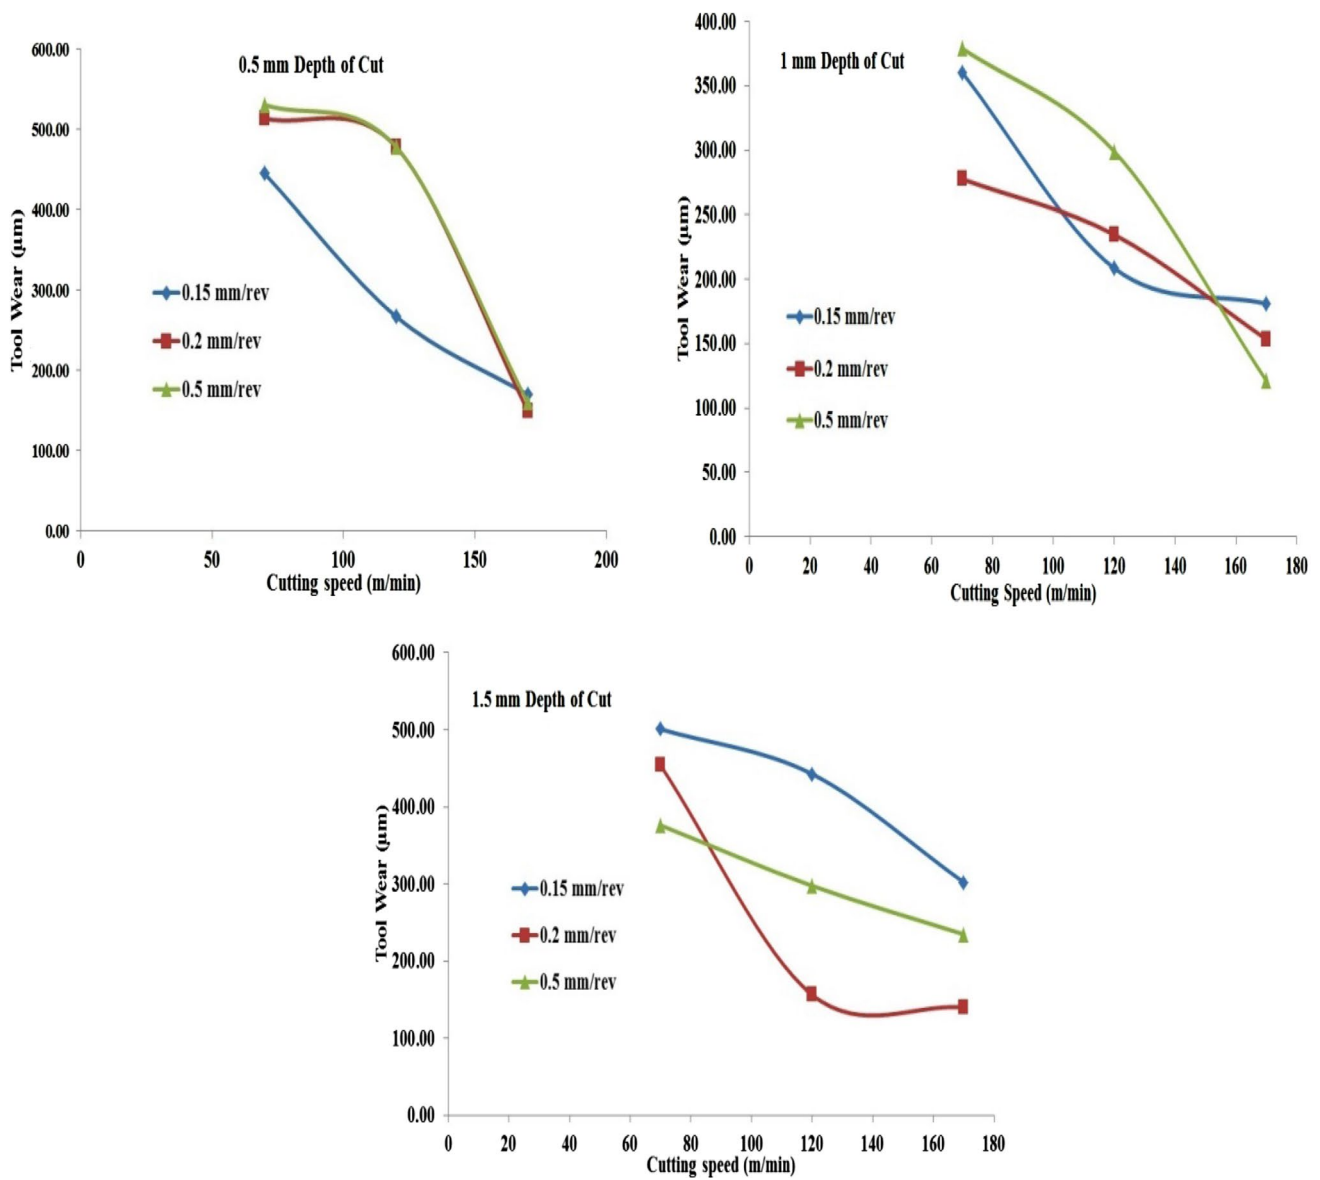 0.5 mm Depth of Cut
600.00
500.00
400.00
300.00
200.00
100.00
0.00
Tool Wear (µm)
0.15 mm/rev
0.2 mm/rev
0.5 mm/rev
0 50 100 150 200
Cutting speed (m/min)
1 mm Depth of Cut
400.00
350.00
300.00
250.00
200.00
150.00
100.00
50.00
0.00
Tool Wear (µm)
0.15 mm/rev
0.2 mm/rev
0.5 mm/rev
0 20 40 60 80 100 120 140 160 180
Cutting Speed (m/min)
1.5 mm Depth of Cut
600.00
500.00
400.00
300.00
200.00
100.00
0.00
Tool Wear (µm)
0.15 mm/rev
0.2 mm/rev
0.5 mm/rev
0 20 40 60 80 100 120 140 160 180
Cutting speed (m/min)